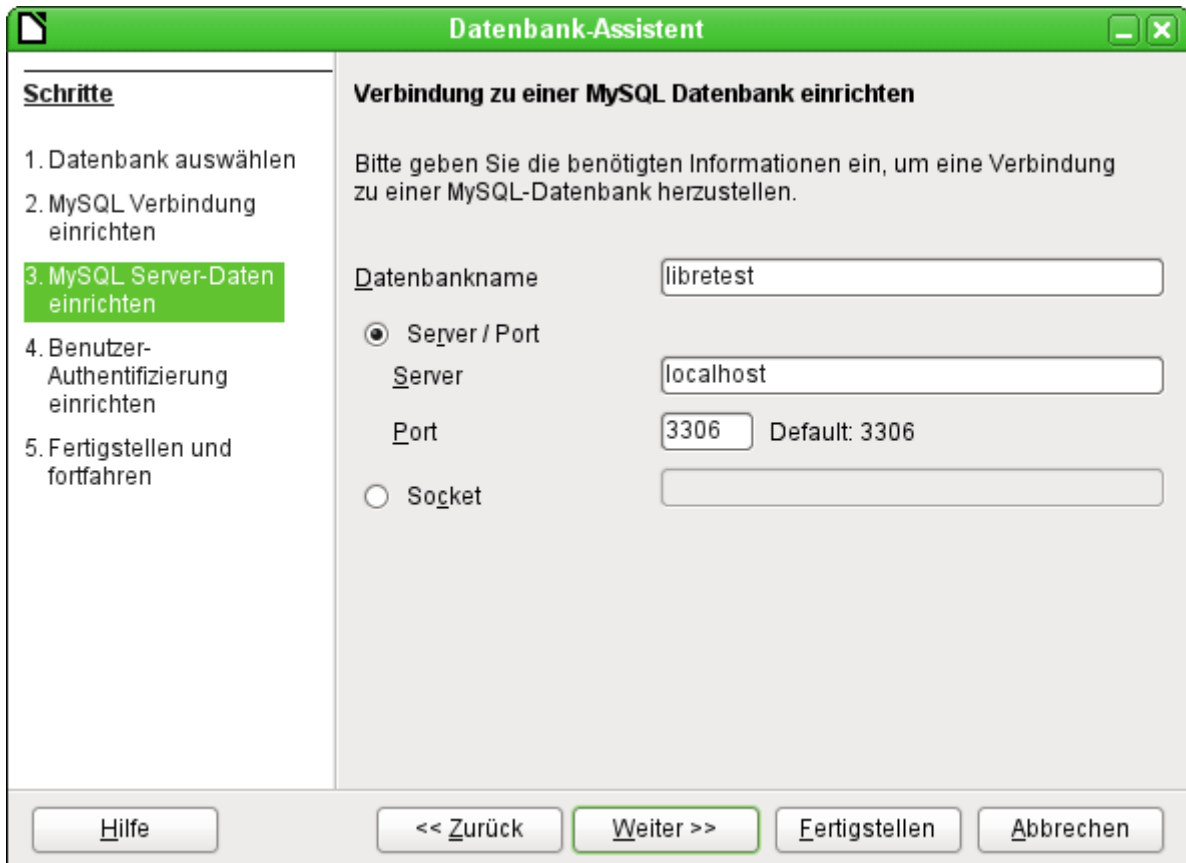 Datenbank-Assistent
Schritte
1. Datenbank auswählen
2. MySQL Verbindung
einrichten
3. MySQL Server-Daten
einrichten
4. Benutzer-
Authentifizierung
einrichten
5. Fertigstellen und
fortfahren
Verbindung zu einer MySQL Datenbank einrichten
Bitte geben Sie die benötigten Informationen ein, um eine Verbindung
zu einer MySQL-Datenbank herzustellen.
Datenbankname libretest
Server / Port
Server localhost
Port 3306 Default: 3306
Socket
Hilfe << Zurück Weiter >> Fertigstellen Abbrechen